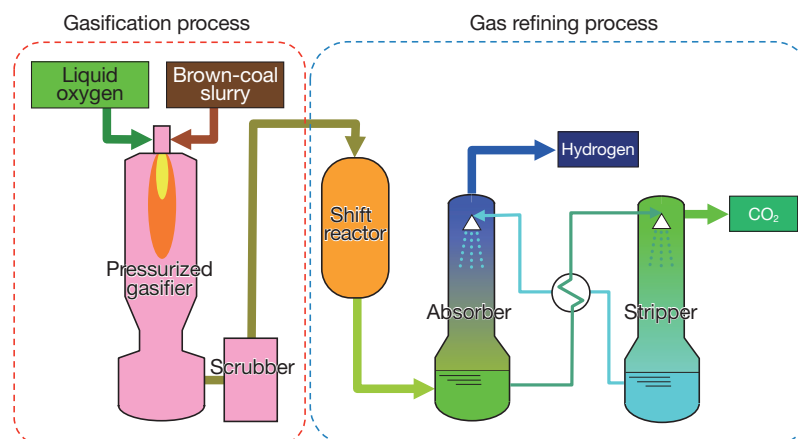 Gasification process
Gas refining process
Liquid
oxygen
Brown-coal
slurry
Hydrogen
Shift
reactor
CO₂
Pressurized
gasifier
Absorber
Stripper
Scrubber